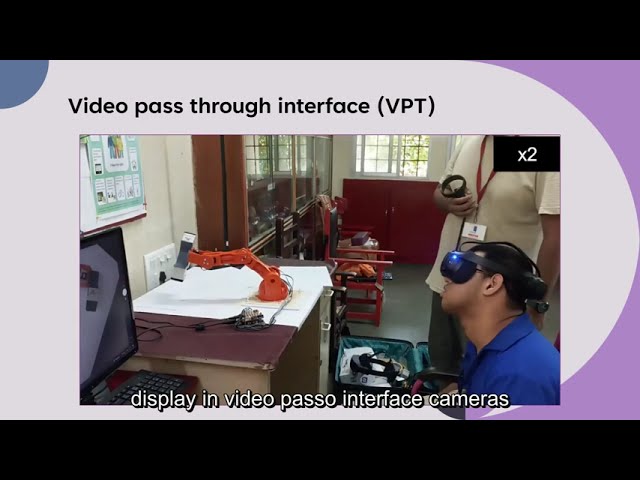 Video pass through interface (VPT)
x2
display in video passo interface cameras